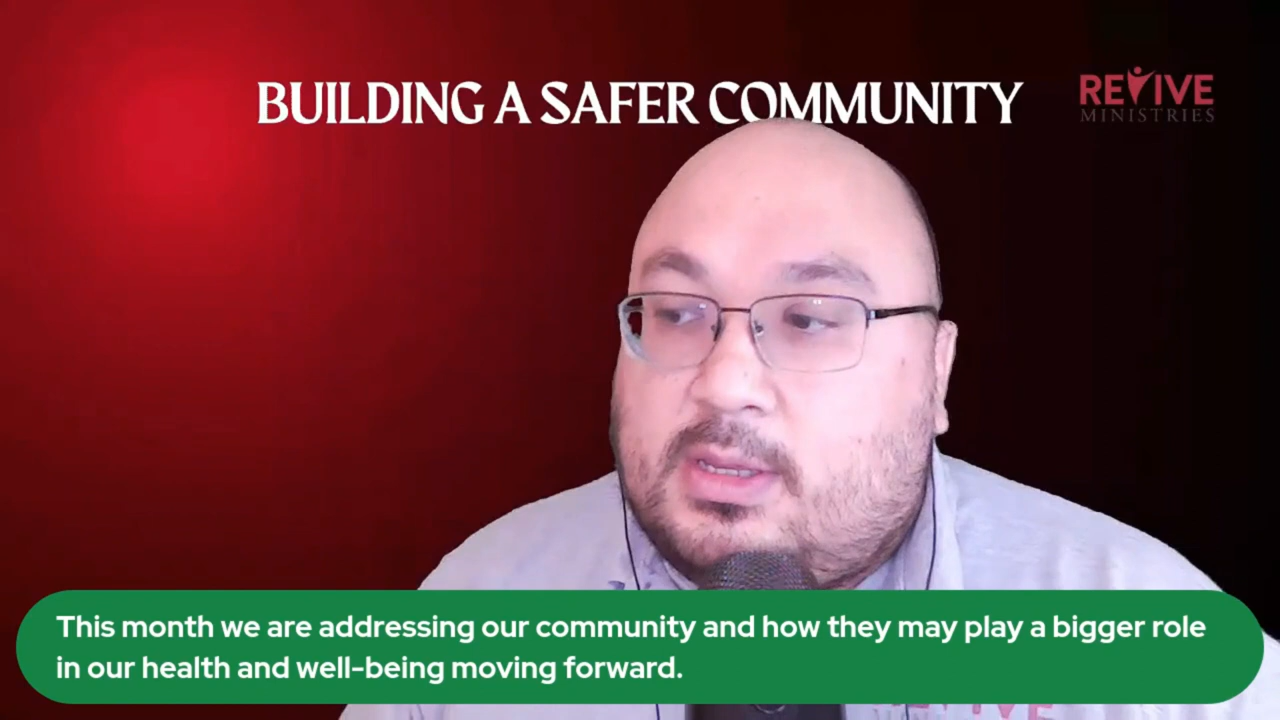 BUILDING A SAFER COMMUNITY
REVIVE
MINISTRIES
This month we are addressing our community and how they may play a bigger role
in our health and well-being moving forward.